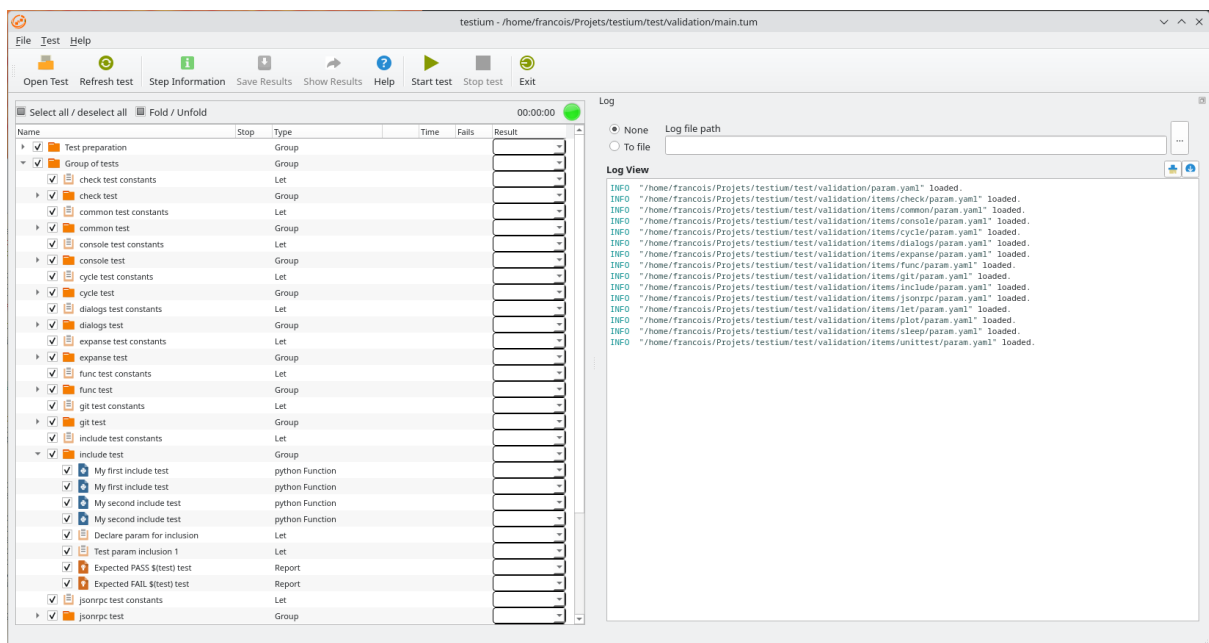 testium - /home/francois/Projets/testium/test/validation/main.tum
File Test Help
Open Test Refresh test Step Information Save Results Show Results Help Start test Stop test Exit
Select all / deselect all Fold / Unfold 00:00:00
Name Stop Type Time Fails Result
Test preparation Group
Group of tests Group
check test constants Let
check test Group
common test constants Let
common test Group
console test constants Let
console test Group
cycle test constants Let
cycle test Group
dialogs test constants Let
dialogs test Group
expanse test constants Let
expanse test Group
func test constants Let
func test Group
git test constants Let
git test Group
include test constants Let
include test Group
My first include test python Function
My first include test python Function
My second include test python Function
My second include test python Function
Declare param for inclusion Let
Test param inclusion 1 Let
Expected PASS $(test) test Report
Expected FAIL $(test) test Report
jsonrpc test constants Let
jsonrpc test Group
Log
None Log file path
To file ...
Log View
INFO "/home/francois/Projets/testium/test/validation/param.yaml" loaded.
INFO "/home/francois/Projets/testium/test/validation/items/check/param.yaml" loaded.
INFO "/home/francois/Projets/testium/test/validation/items/common/param.yaml" loaded.
INFO "/home/francois/Projets/testium/test/validation/items/console/param.yaml" loaded.
INFO "/home/francois/Projets/testium/test/validation/items/cycle/param.yaml" loaded.
INFO "/home/francois/Projets/testium/test/validation/items/dialogs/param.yaml" loaded.
INFO "/home/francois/Projets/testium/test/validation/items/expanse/param.yaml" loaded.
INFO "/home/francois/Projets/testium/test/validation/items/func/param.yaml" loaded.
INFO "/home/francois/Projets/testium/test/validation/items/git/param.yaml" loaded.
INFO "/home/francois/Projets/testium/test/validation/items/include/param.yaml" loaded.
INFO "/home/francois/Projets/testium/test/validation/items/jsonrpc/param.yaml" loaded.
INFO "/home/francois/Projets/testium/test/validation/items/let/param.yaml" loaded.
INFO "/home/francois/Projets/testium/test/validation/items/plot/param.yaml" loaded.
INFO "/home/francois/Projets/testium/test/validation/items/sleep/param.yaml" loaded.
INFO "/home/francois/Projets/testium/test/validation/items/unittest/param.yaml" loaded.